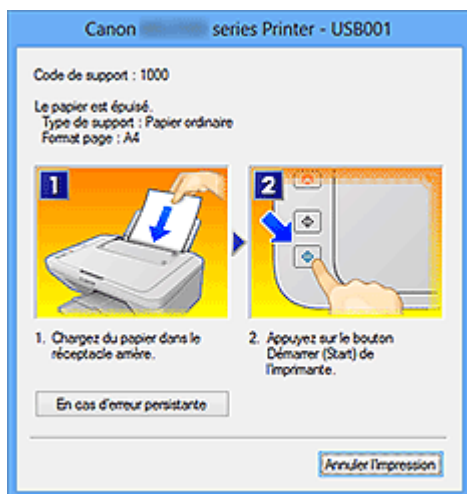 Canon series Printer - USB001
Code de support : 1000
Le papier est épuisé.
Type de support : Papier ordinaire
Format page : A4
1
2
1. Chargez du papier dans le
réceptacle arrière.
2. Appuyez sur le bouton
Démarrer (Start) de
l'imprimante.
En cas d'erreur persistante
Annuler l'impression